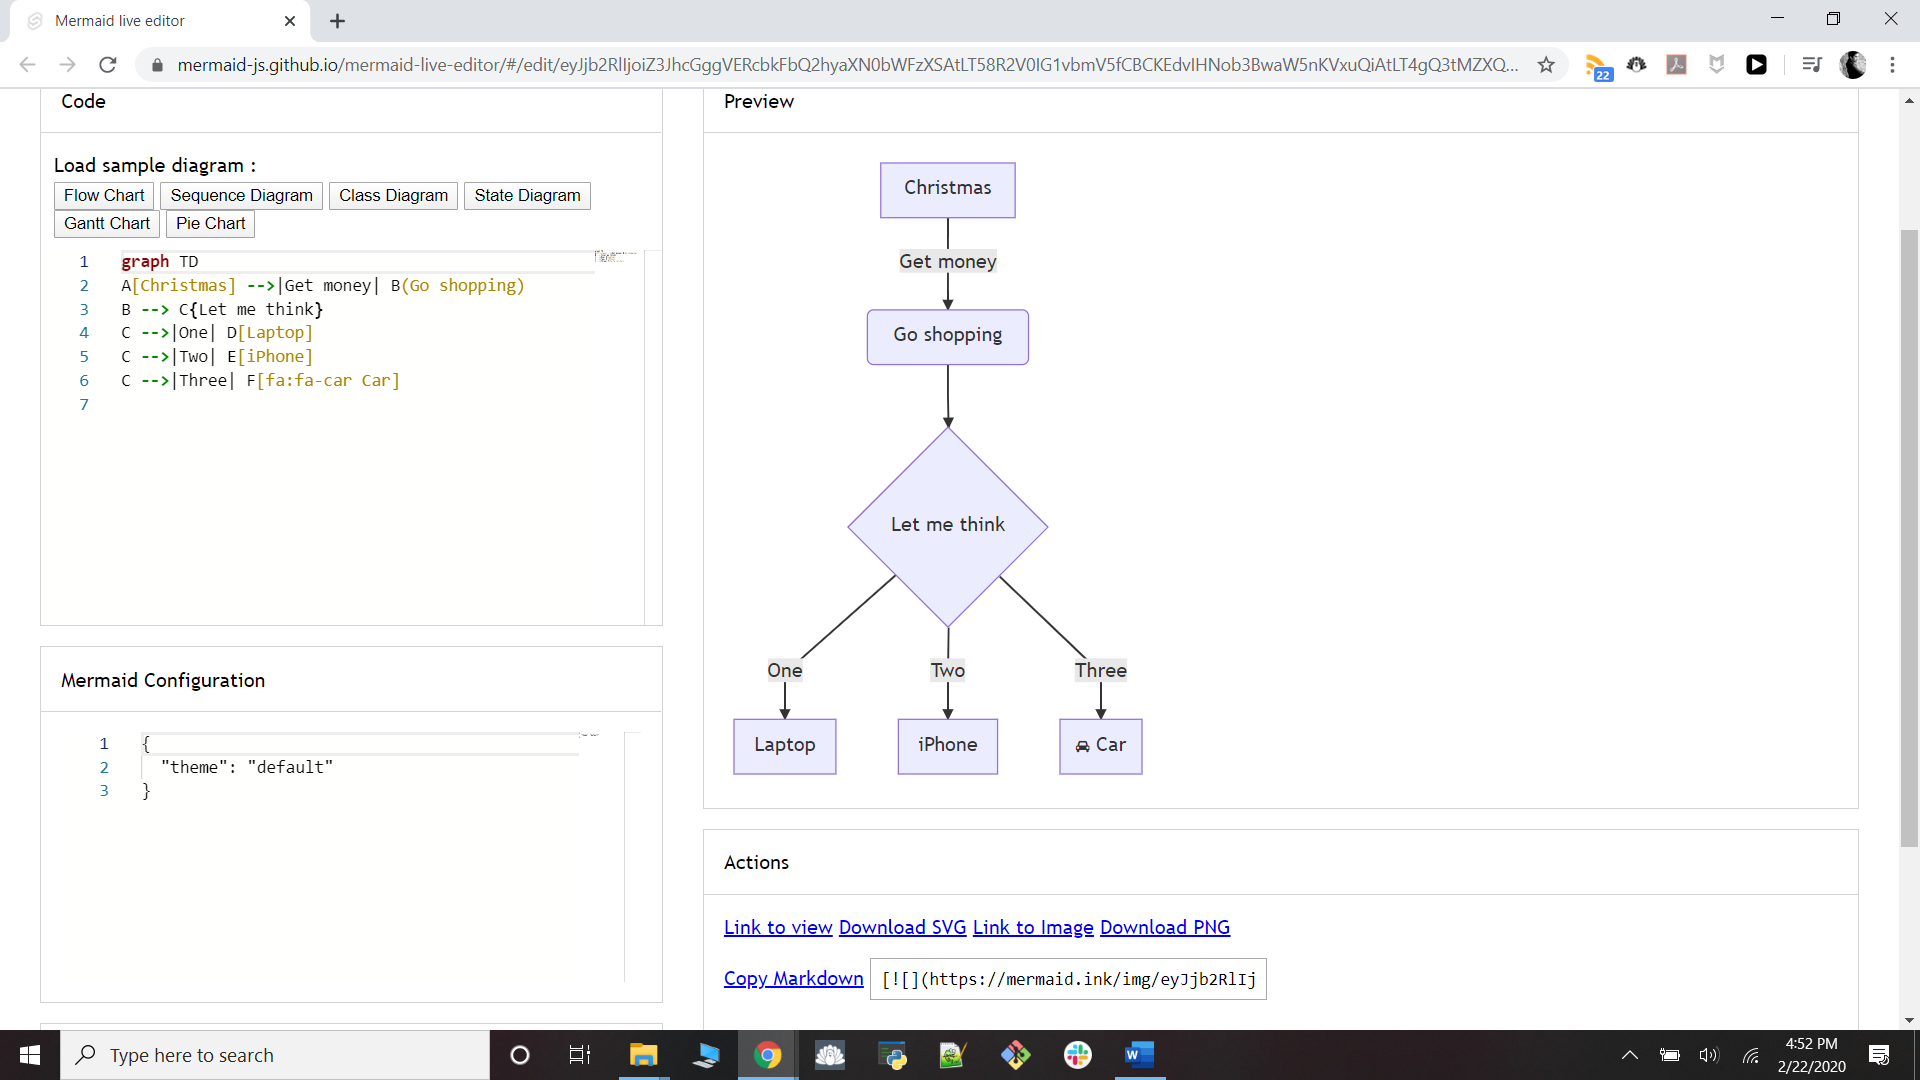 Mermaid live editor
mermaid-js.github.io/mermaid-live-editor/#/edit/eyJjb2RlIjoiZ3JhcGggVERcbkFbQ2hyaXN0bWFzXSAtLT58R2V0IG1vbmV5fCBCKEdvIHNob3BwaW5nKVxuQiAtLT4gQ3tMZXQ...
22
Code
Load sample diagram :
Flow Chart Sequence Diagram Class Diagram State Diagram
Gantt Chart Pie Chart
1 graph TD
2 A[Christmas] -->|Get money| B(Go shopping)
3 B --> C{Let me think}
4 C -->|One| D[Laptop]
5 C -->|Two| E[iPhone]
6 C -->|Three| F[fa:fa-car Car]
7
Mermaid Configuration
1 {
2 "theme": "default"
3 }
Preview
Christmas
Get money
Go shopping
Let me think
One Two Three
Laptop iPhone Car
Actions
Link to view Download SVG Link to Image Download PNG
Copy Markdown [![](https://mermaid.ink/img/eyJjb2RlIj
Type here to search
4:52 PM
2/22/2020